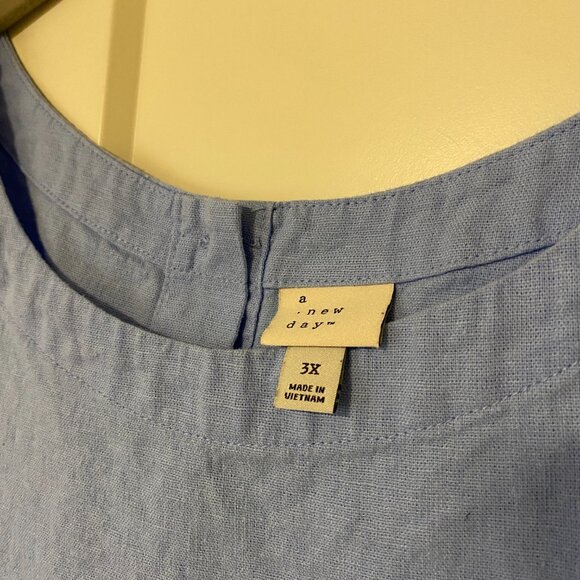 a
. new
day™
3X
MADE IN
VIETNAM